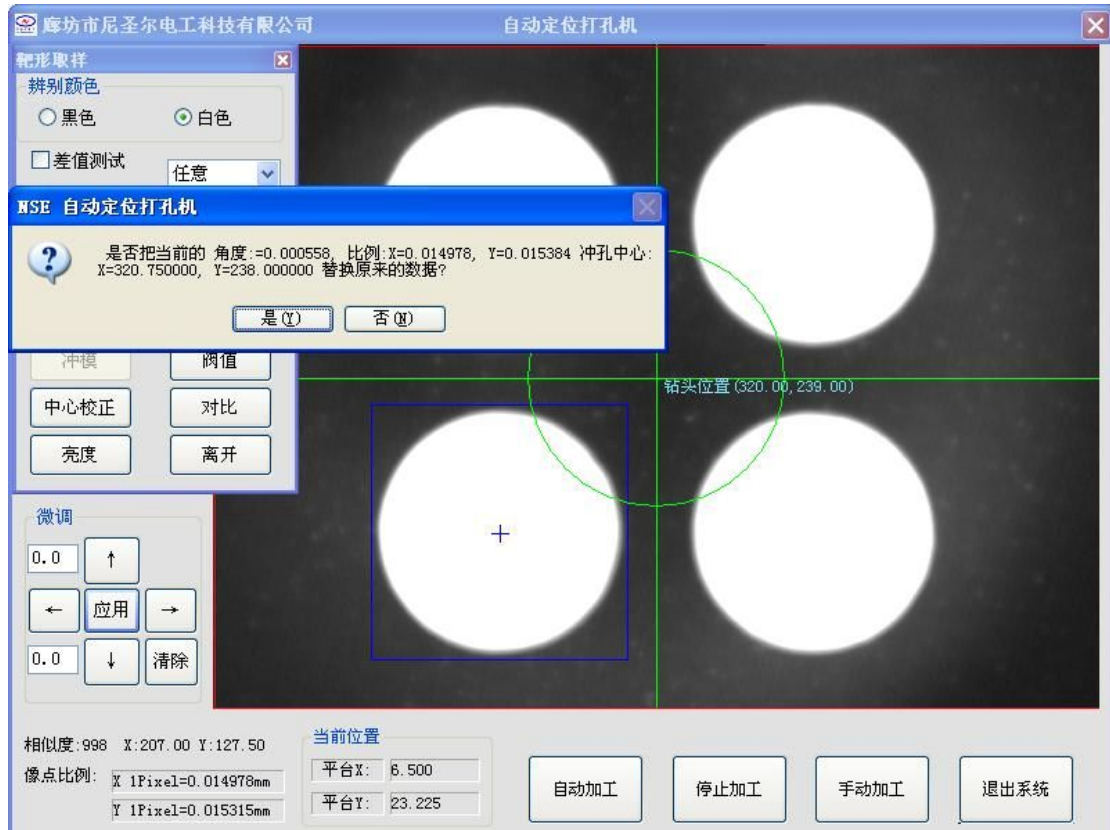 廊坊市尼圣尔电工科技有限公司
自动定位打孔机
靶形取样
辨别颜色
黑色
白色
差值测试
任意
NSE 自动定位打孔机
是否把当前的 角度:=0.000558, 比例:X=0.014978, Y=0.015384 冲孔中心:
X=320.750000, Y=238.000000 替换原来的数据?
是(Y)
否(N)
冲模
阀值
中心校正
对比
亮度
离开
钻头位置(320.00,239.00)
微调
0.0
↑
←
应用
→
0.0
↓
清除
相似度:998 X:207.00 Y:127.50
像点比例:
X 1Pixel=0.014978mm
Y 1Pixel=0.015315mm
当前位置
平台X: 6.500
平台Y: 23.225
自动加工
停止加工
手动加工
退出系统